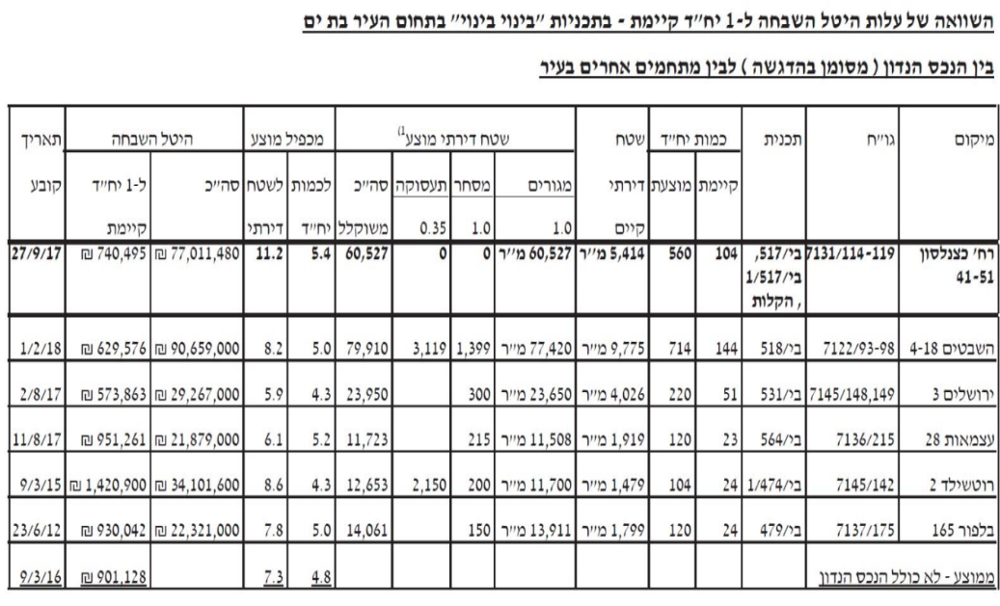 השוואה של עלות היטל השבחה ל-1 יח״ד קיימת - בתכניות ״בינוי בינוי״ בתחום העיר בת ים
בין הנכס הנדון ( מסומן בהדגשה ) לבין מתחמים אחרים בעיר
מיקום גו״ח תכנית כמות יח״ד שטח שטח דירתי מוצע(1 מכפיל מוצע היטל השבחה תאריך
קיימת מוצעת דירתי מגורים מסחר תעסוקה סה״כ לכמות לשטח סה״כ ל-1 יח״ד קובע
קיים 1.0 1.0 0.35 משוקלל יח״ד דירתי קיימת
רח׳ כצנלסון 7131/114-119 בי/517, 104 560 5,414 מ״ר 60,527 מ״ר 0 0 60,527 5.4 11.2 77,011,480 ₪ 740,495 ₪ 27/9/17
41-51 בי/1/517
, הקלות
השבטים 4-18 7122/93-98 בי/518 144 714 9,775 מ״ר 77,420 מ״ר 1,399 3,119 79,910 5.0 8.2 90,659,000 ₪ 629,576 ₪ 1/2/18
ירושלים 3 7145/148,149 בי/531 51 220 4,026 מ״ר 23,650 מ״ר 300 23,950 4.3 5.9 29,267,000 ₪ 573,863 ₪ 2/8/17
עצמאות 28 7136/215 בי/564 23 120 1,919 מ״ר 11,508 מ״ר 215 11,723 5.2 6.1 21,879,000 ₪ 951,261 ₪ 11/8/17
רוטשילד 2 7145/142 בי/1/474 24 104 1,479 מ״ר 11,700 מ״ר 200 2,150 12,653 4.3 8.6 34,101,600 ₪ 1,420,900 ₪ 9/3/15
בלפור 165 7137/175 בי/479 24 120 1,799 מ״ר 13,911 מ״ר 150 14,061 5.0 7.8 22,321,000 ₪ 930,042 ₪ 23/6/12
ממוצע - לא כולל הנכס הנדון 4.8 7.3 901,128 ₪ 9/3/16